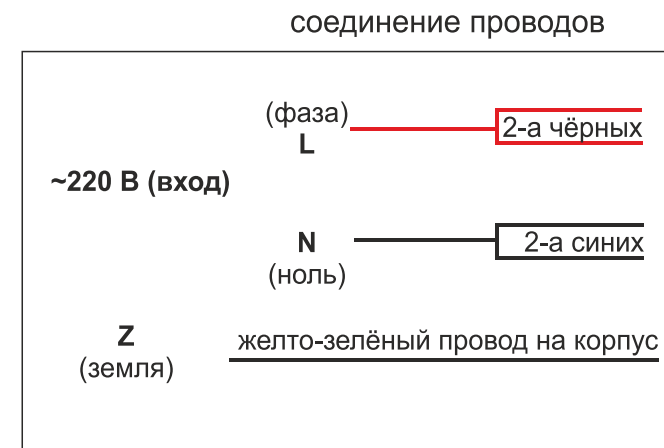 соединение проводов
(фаза)
L
2-а чёрных
~220 В (вход)
N
(ноль)
2-а синих
Z
(земля)
желто-зелёный провод на корпус